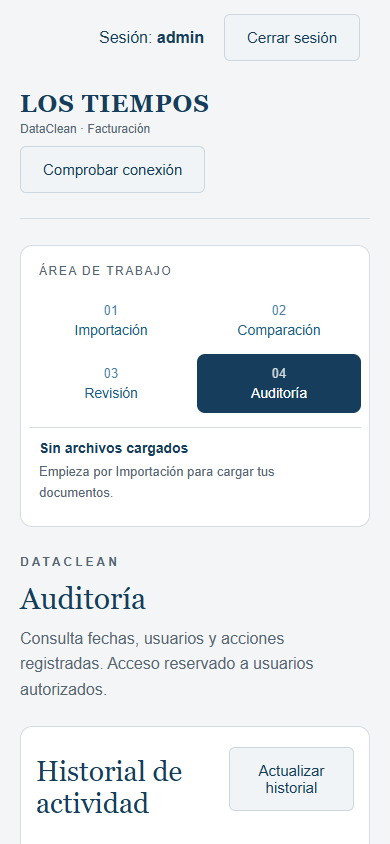 Sesión: admin
Cerrar sesión
LOS TIEMPOS
DataClean · Facturación
Comprobar conexión
ÁREA DE TRABAJO
01
Importación
02
Comparación
03
Revisión
04
Auditoría
Sin archivos cargados
Empieza por Importación para cargar tus
documentos.
DATACLEAN
Auditoría
Consulta fechas, usuarios y acciones
registradas. Acceso reservado a usuarios
autorizados.
Historial de
actividad
Actualizar
historial